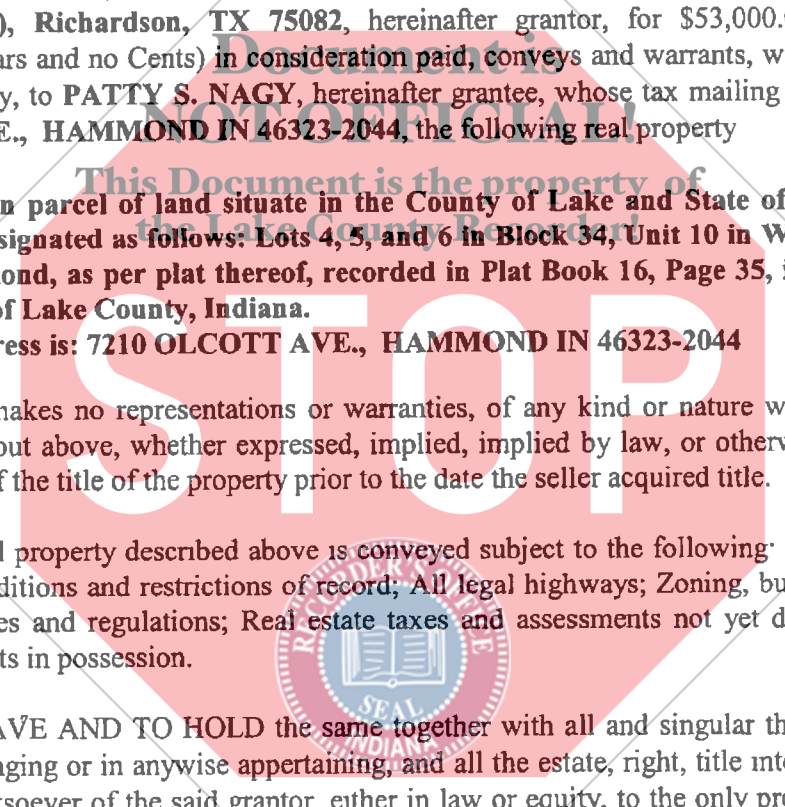 ), Richardson, TX 75082, hereinafter grantor, for $53,000.
ars and no Cents) in consideration paid, conveys and warrants, w
y, to PATTY S. NAGY, hereinafter grantee, whose tax mailing
E., HAMMOND IN 46323-2044, the following real property
n parcel of land situate in the County of Lake and State of
signated as follows: Lots 4, 5, and 6 in Block 34, Unit 10 in W
ond, as per plat thereof, recorded in Plat Book 16, Page 35, i
of Lake County, Indiana.
ress is: 7210 OLCOTT AVE., HAMMOND IN 46323-2044
makes no representations or warranties, of any kind or nature w
out above, whether expressed, implied, implied by law, or otherw
f the title of the property prior to the date the seller acquired title.
l property described above is conveyed subject to the following:
ditions and restrictions of record; All legal highways; Zoning, bu
es and regulations; Real estate taxes and assessments not yet d
ts in possession.
AVE AND TO HOLD the same together with all and singular th
nging or in anywise appertaining, and all the estate, right, title inte
tsoever of the said grantor, either in law or equity, to the only pro
Document is
NOT OFFICIAL!
This Document is the property of
the Lake County Recorder!
STOP
RECORDER'S OFFICE
SEAL
INDIANA